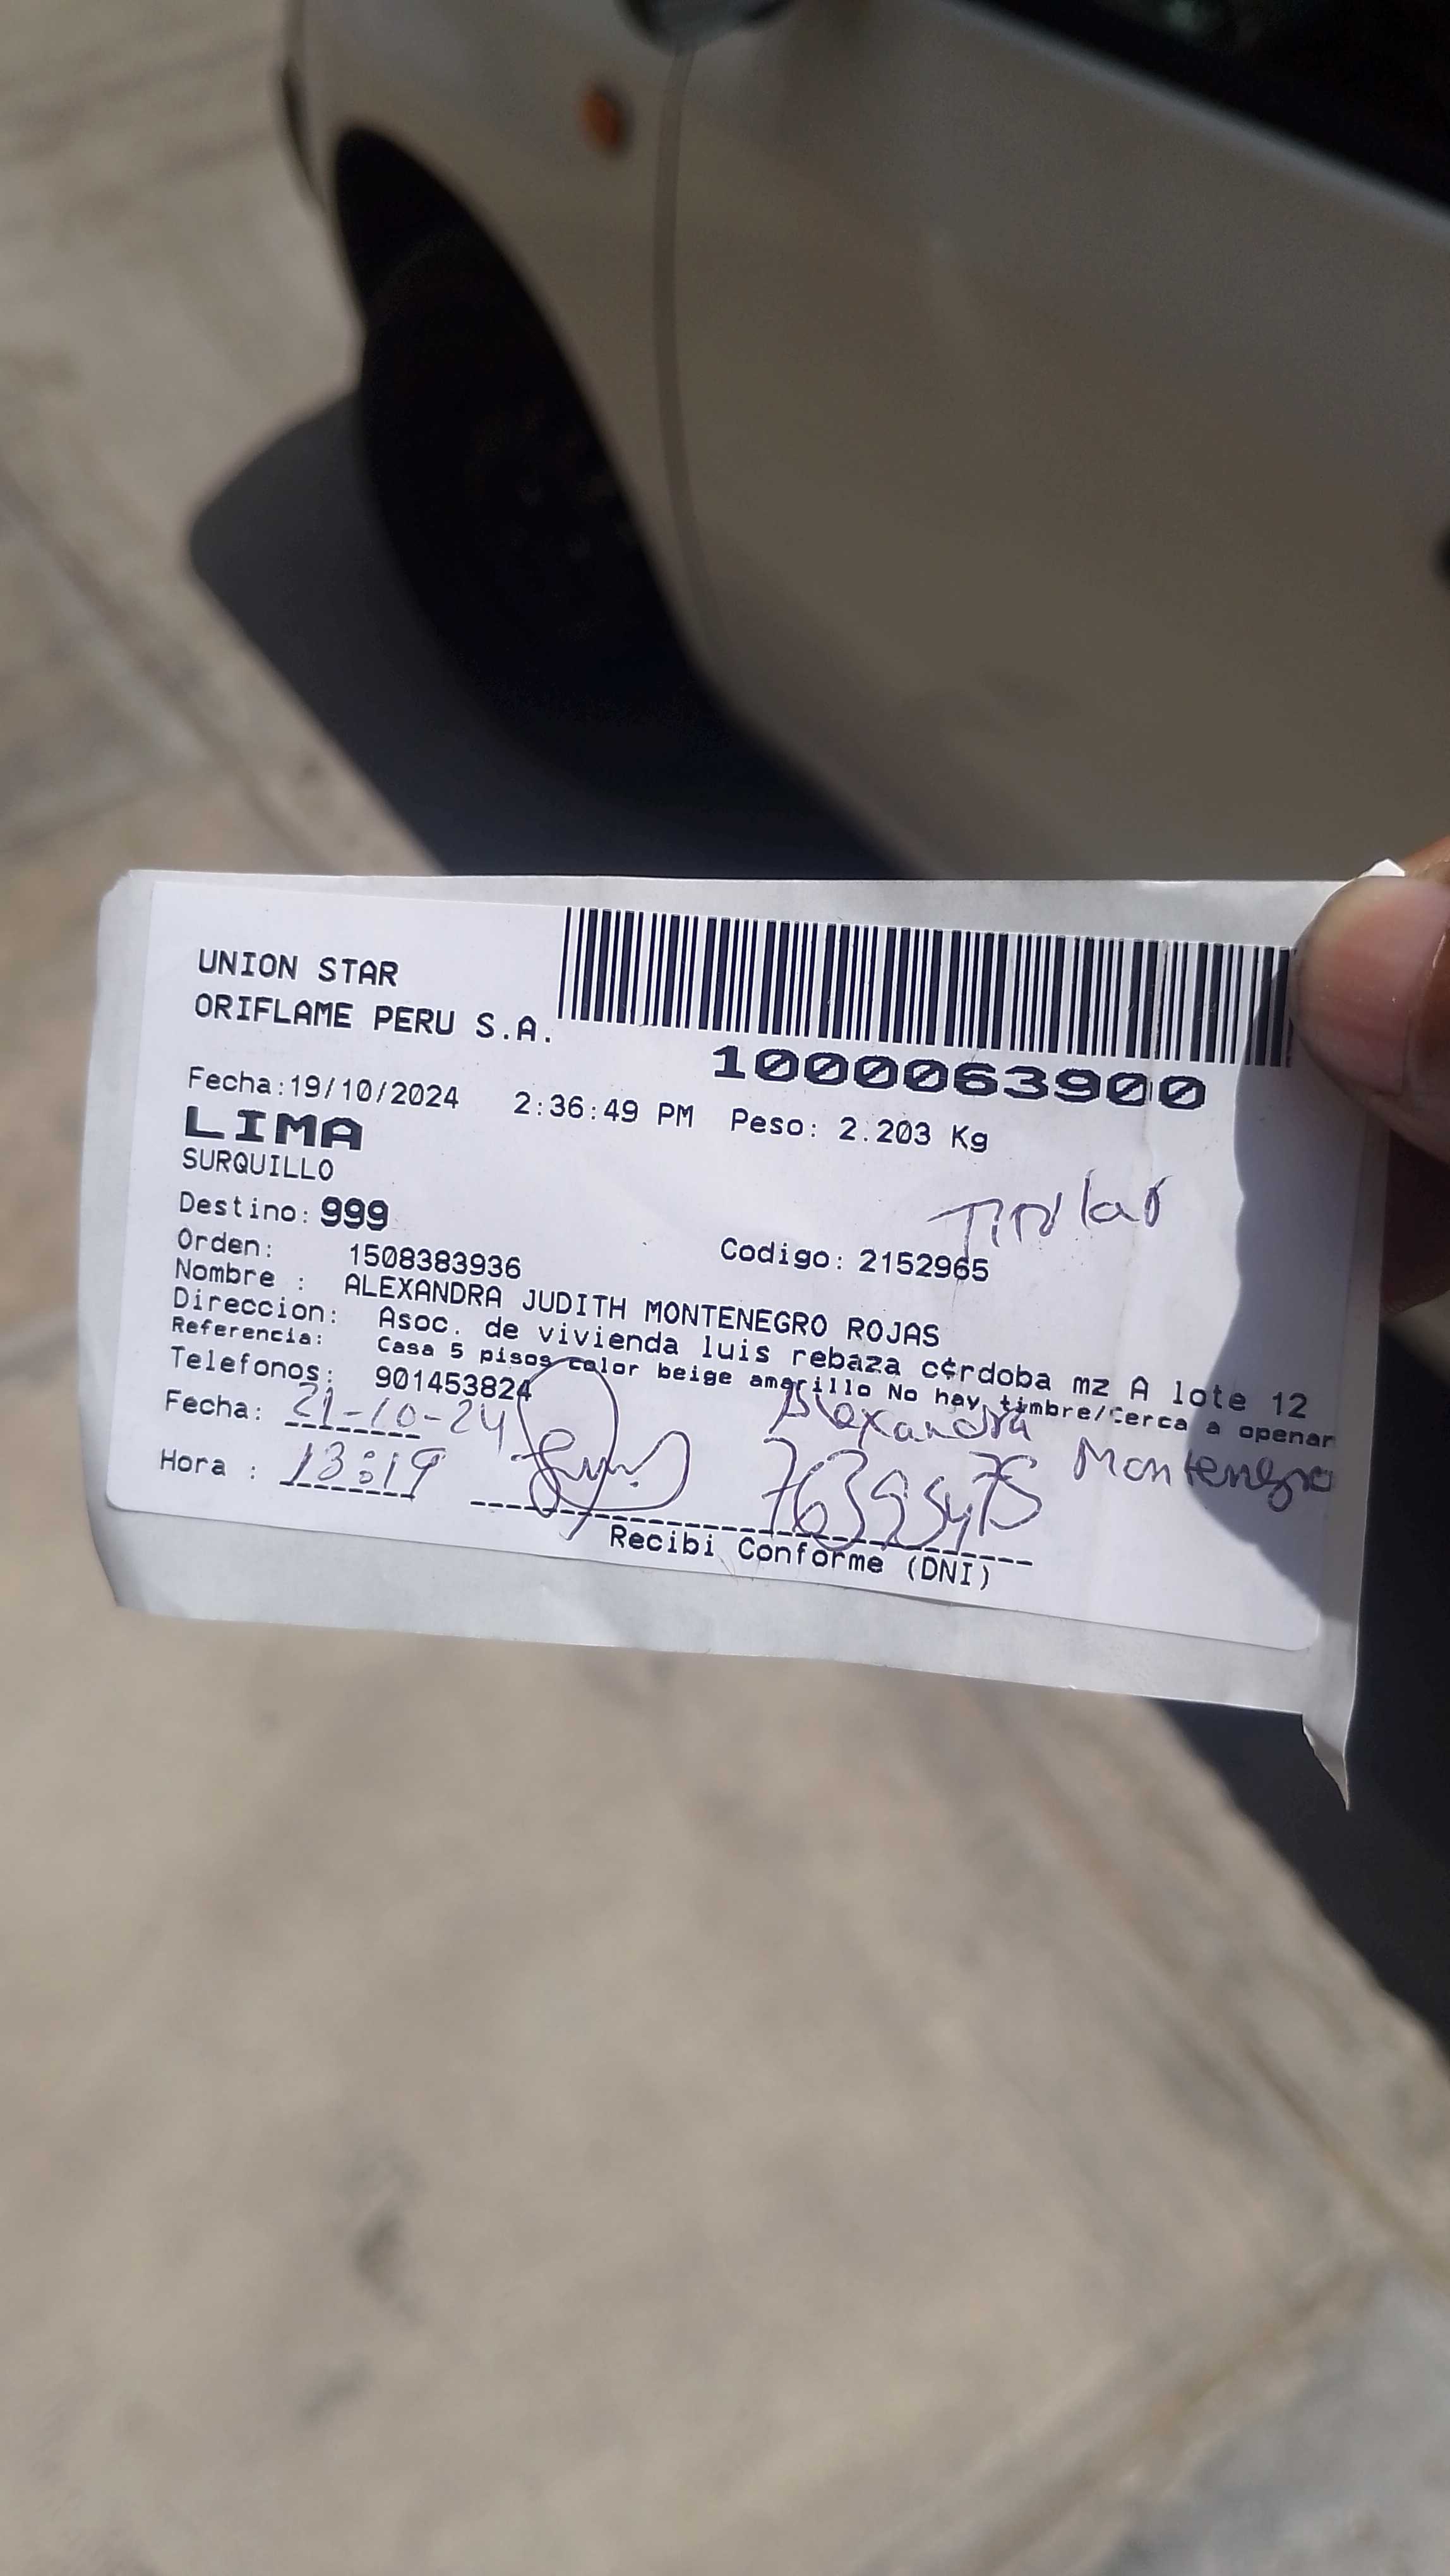 UNION STAR
ORIFLAME PERU S.A.
1000063900
Fecha:19/10/2024 2:36:49 PM Peso: 2.203 Kg
LIMA
SURQUILLO
Titular
Destino: 999
Orden: 1508383936 Codigo: 2152965
Nombre : ALEXANDRA JUDITH MONTENEGRO ROJAS
Direccion: Asoc. de vivienda luis rebaza c¢rdoba mz A lote 12
Referencia: Casa 5 pisos color beige amarillo No hay timbre/Cerca a openar
Telefonos: 901453824
Alexandra Montenegro
Fecha: 21-10-24
Hora : 13:19
Recibi Conforme (DNI)